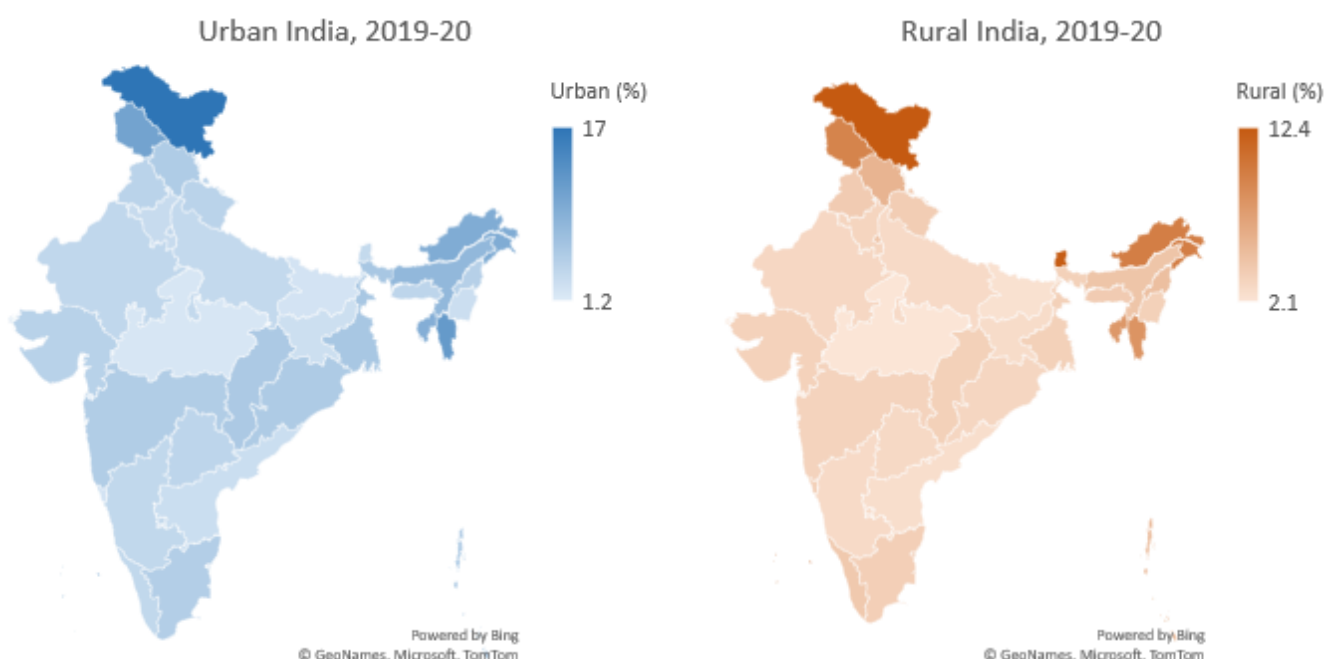 Urban India, 2019-20
Urban (%)
17
1.2
Powered by Bing
© GeoNames, Microsoft, TomTom
Rural India, 2019-20
Rural (%)
12.4
2.1
Powered by Bing
© GeoNames, Microsoft, TomTom